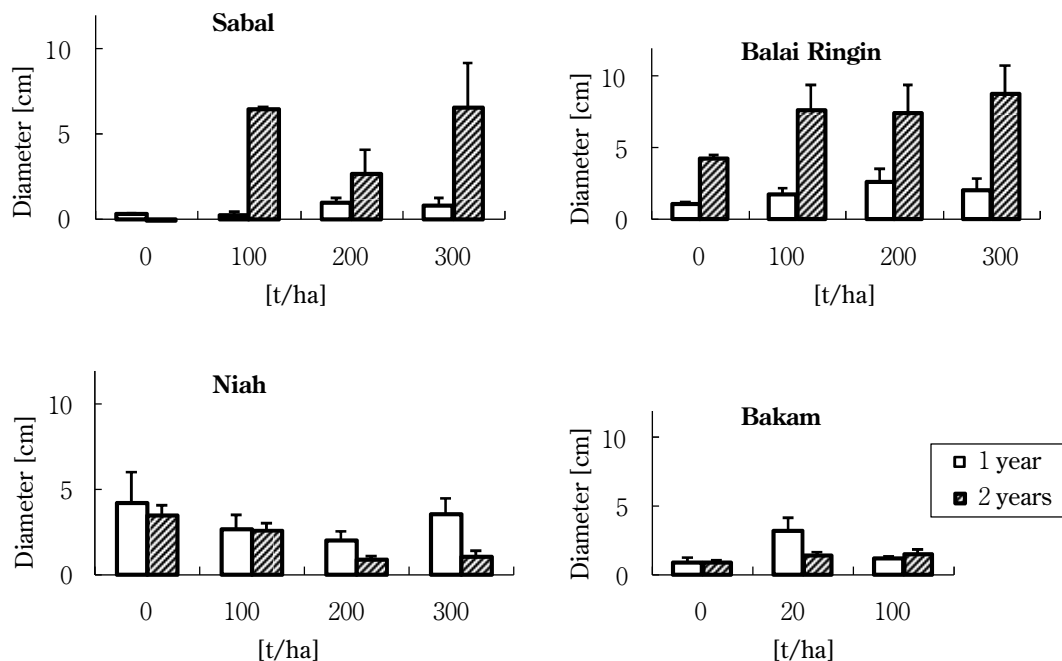 Sabal
Diameter [cm]
10
5
0
0 100 200 300
[t/ha]
Balai Ringin
Diameter [cm]
10
5
0
0 100 200 300
[t/ha]
Niah
Diameter [cm]
10
5
0
0 100 200 300
[t/ha]
Bakam
Diameter [cm]
10
5
0
0 20 100
[t/ha]
1 year
2 years